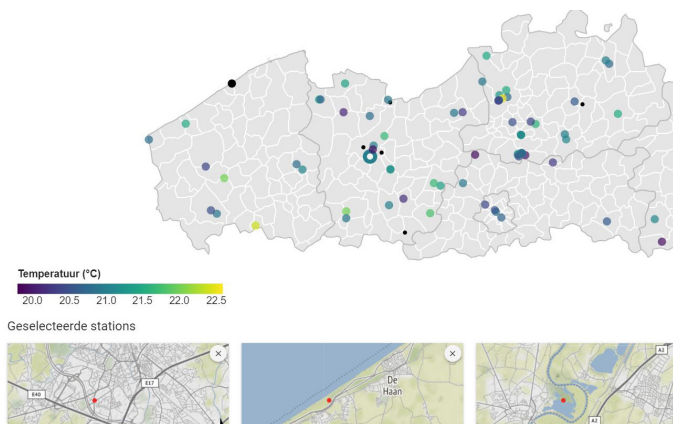 Temperatuur (°C)
20.0 20.5 21.0 21.5 22.0 22.5
Geselecteerde stations
E40
E17
×
De
Haan
×
A2
A2